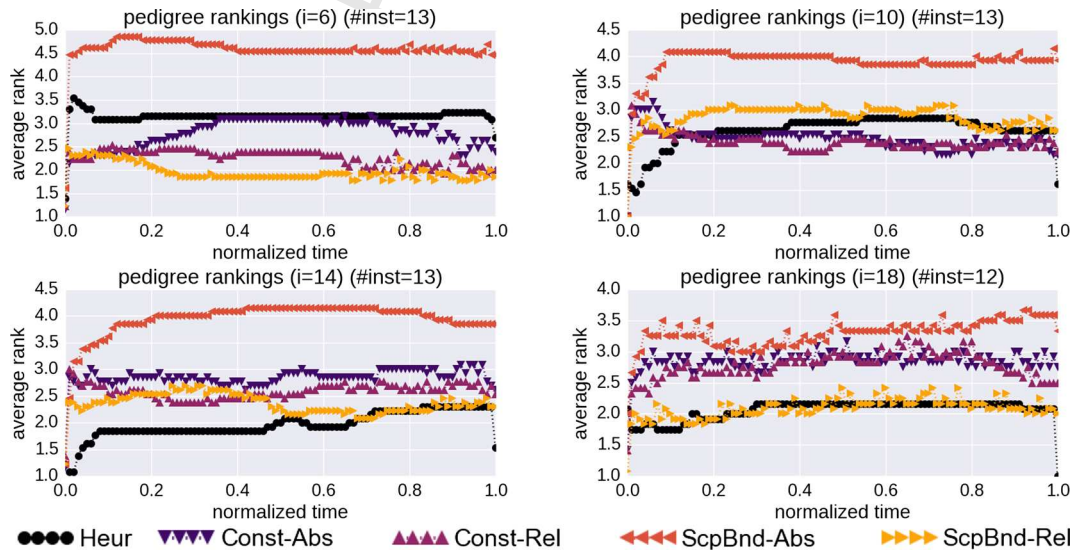 pedigree rankings (i=6) (#inst=13)
5.0
4.5
4.0
3.5
3.0
2.5
2.0
1.5
1.0
average rank
0.0 0.2 0.4 0.6 0.8 1.0
normalized time
pedigree rankings (i=10) (#inst=13)
4.5
4.0
3.5
3.0
2.5
2.0
1.5
1.0
average rank
0.0 0.2 0.4 0.6 0.8 1.0
normalized time
pedigree rankings (i=14) (#inst=13)
4.5
4.0
3.5
3.0
2.5
2.0
1.5
1.0
average rank
0.0 0.2 0.4 0.6 0.8 1.0
normalized time
pedigree rankings (i=18) (#inst=12)
4.0
3.5
3.0
2.5
2.0
1.5
1.0
average rank
0.0 0.2 0.4 0.6 0.8 1.0
normalized time
Heur Const-Abs Const-Rel ScpBnd-Abs ScpBnd-Rel